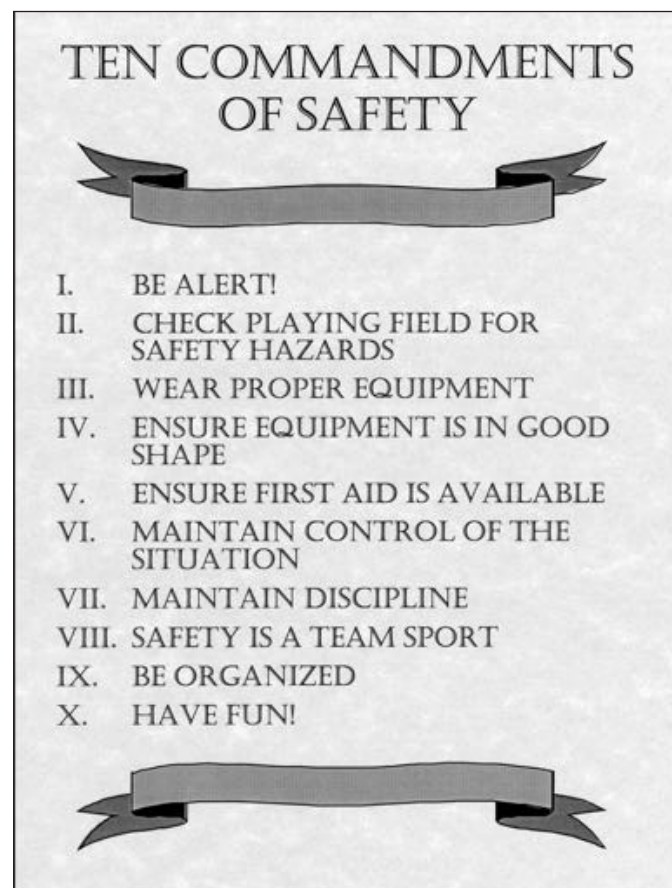 TEN COMMANDMENTS
OF SAFETY
I. BE ALERT!
II. CHECK PLAYING FIELD FOR
SAFETY HAZARDS
III. WEAR PROPER EQUIPMENT
IV. ENSURE EQUIPMENT IS IN GOOD
SHAPE
V. ENSURE FIRST AID IS AVAILABLE
VI. MAINTAIN CONTROL OF THE
SITUATION
VII. MAINTAIN DISCIPLINE
VIII. SAFETY IS A TEAM SPORT
IX. BE ORGANIZED
X. HAVE FUN!